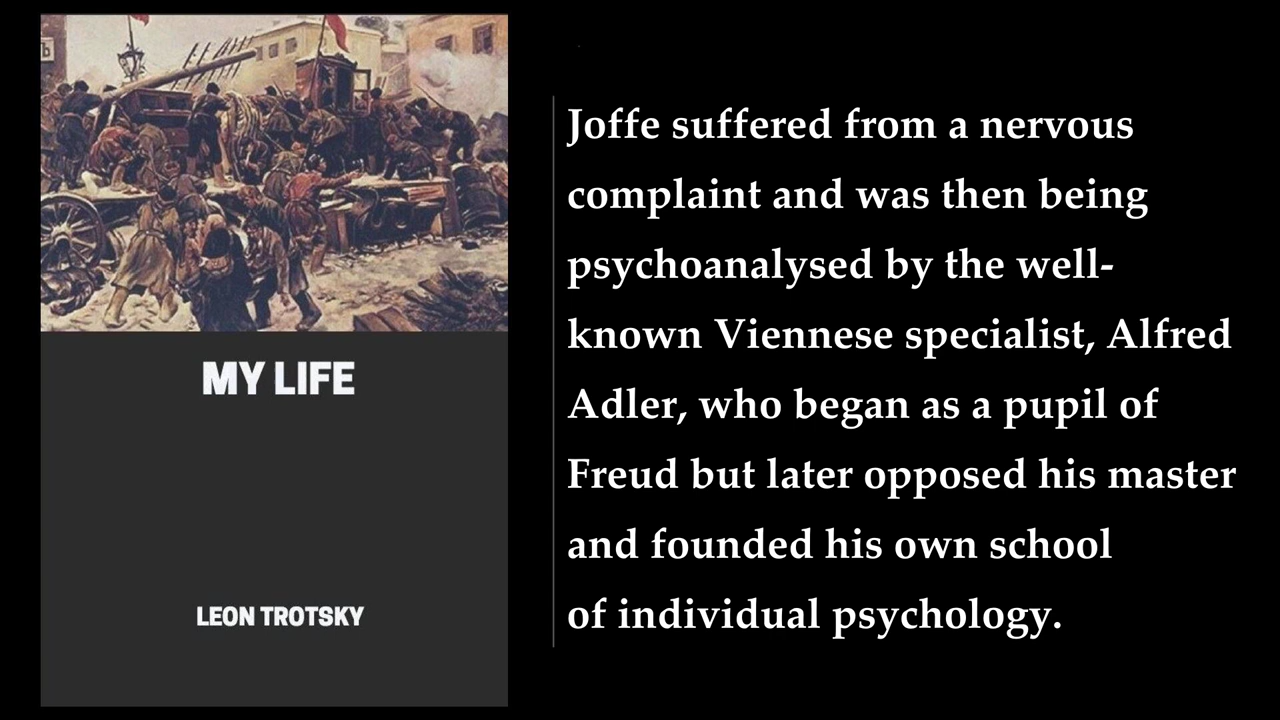 MY LIFE
LEON TROTSKY
Joffe suffered from a nervous
complaint and was then being
psychoanalysed by the well-
known Viennese specialist, Alfred
Adler, who began as a pupil of
Freud but later opposed his master
and founded his own school
of individual psychology.